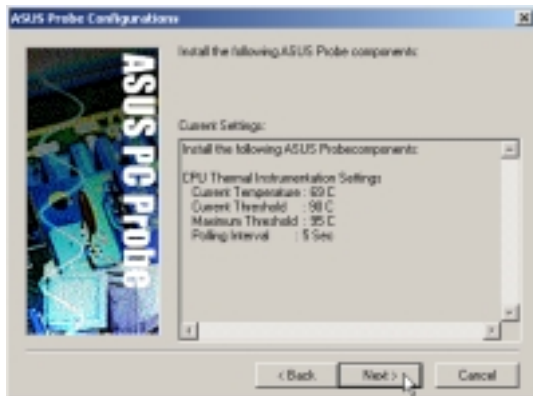 ASUS Probe Configurations
ASUS PC Probe
Install the following ASUS Probe components:
Current Settings:
Install the following ASUS Probecomponents:
CPU Thermal Instrumentation Settings
Current Temperature : 69 C
Current Threshold : 90 C
Maximum Threshold : 95 C
Polling Interval : 5 Sec
< Back
Next >
Cancel